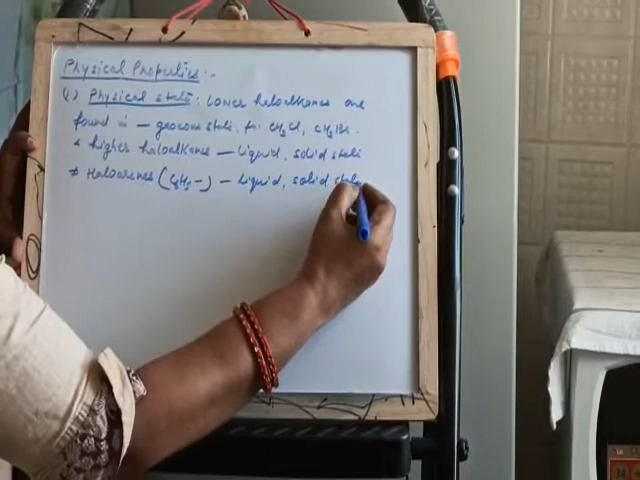 Physical Properties :-
(i) Physical state : Lower haloalkanes are
found in — gaseous state. for CH3Cl, CH3Br.
* higher haloalkane — Liquid, solid state
* Haloarenes (C6H5-) — Liquid, solid state